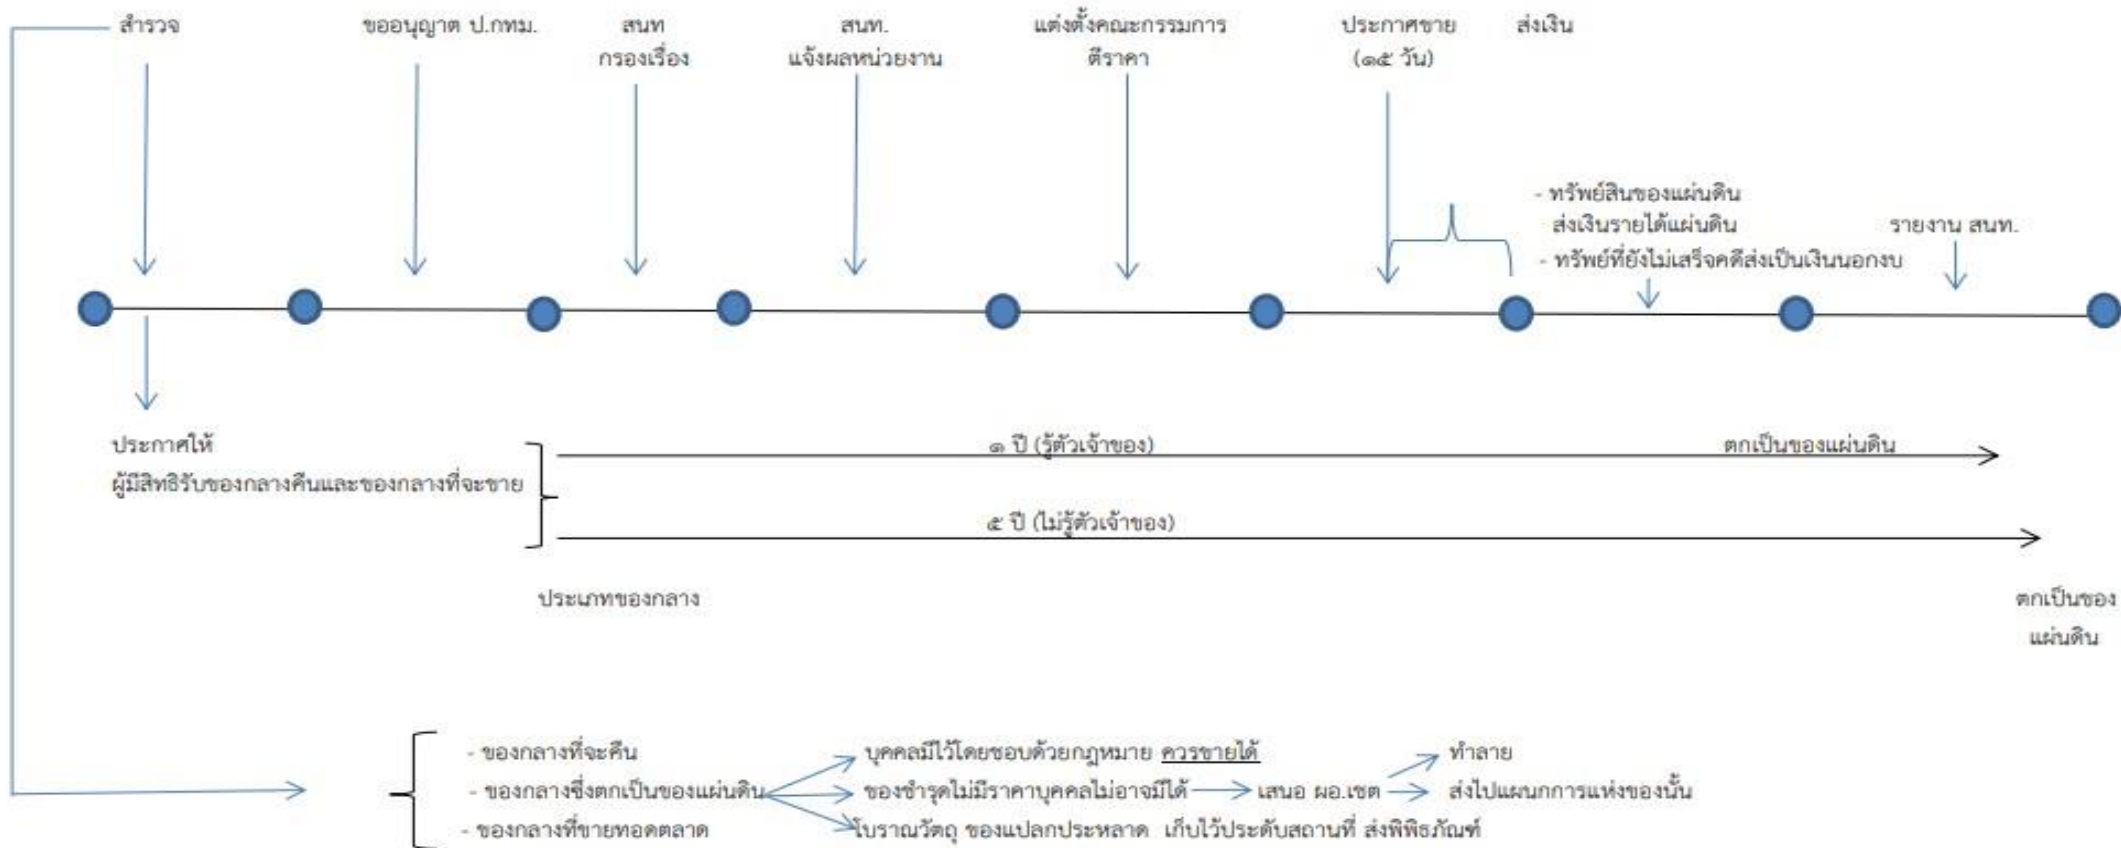 สำรวจ
ขออนุญาต ป.กทม.
สนท
กรองเรื่อง
สนท.
แจ้งผลหน่วยงาน
แต่งตั้งคณะกรรมการ
ตีราคา
ประกาศขาย
(๑๕ วัน)
ส่งเงิน
- ทรัพย์สินของแผ่นดิน
ส่งเงินรายได้แผ่นดิน
- ทรัพย์ที่ยังไม่เสร็จคดีส่งเป็นเงินนอกงบ
รายงาน สนท.
ประกาศให้
ผู้มีสิทธิรับของกลางคืนและของกลางที่จะขาย
๑ ปี (รู้ตัวเจ้าของ)
ตกเป็นของแผ่นดิน
๕ ปี (ไม่รู้ตัวเจ้าของ)
ประเภทของกลาง
ตกเป็นของ
แผ่นดิน
- ของกลางที่จะคืน
- ของกลางซึ่งตกเป็นของแผ่นดิน
- ของกลางที่ขายทอดตลาด
บุคคลมีไว้โดยชอบด้วยกฎหมาย ควรขายได้
ของชำรุดไม่มีราคาบุคคลไม่อาจมีได้
เสนอ ผอ.เขต
ทำลาย
ส่งไปแผนกการแห่งของนั้น
โบราณวัตถุ ของแปลกประหลาด เก็บไว้ประดับสถานที่ ส่งพิพิธภัณฑ์